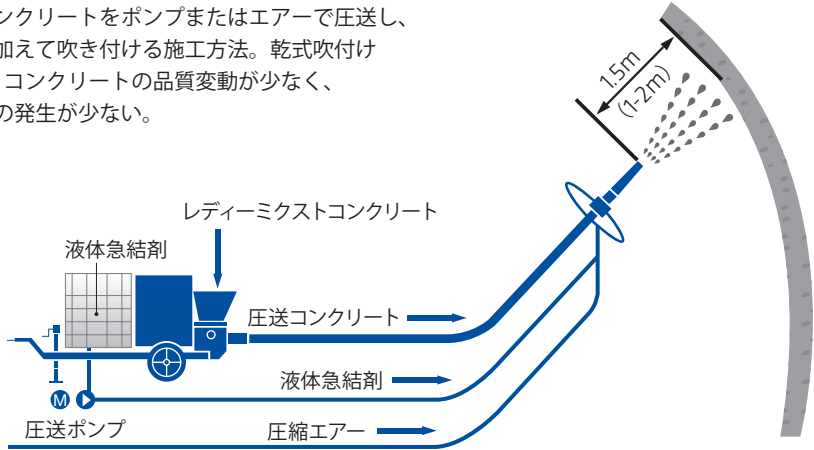 ンクリートをポンプまたはエアーで圧送し、
加えて吹き付ける施工方法。乾式吹付け
コンクリートの品質変動が少なく、
の発生が少ない。
1.5m
(1-2m)
レディーミクストコンクリート
液体急結剤
圧送コンクリート
液体急結剤
M
圧送ポンプ
圧縮エアー